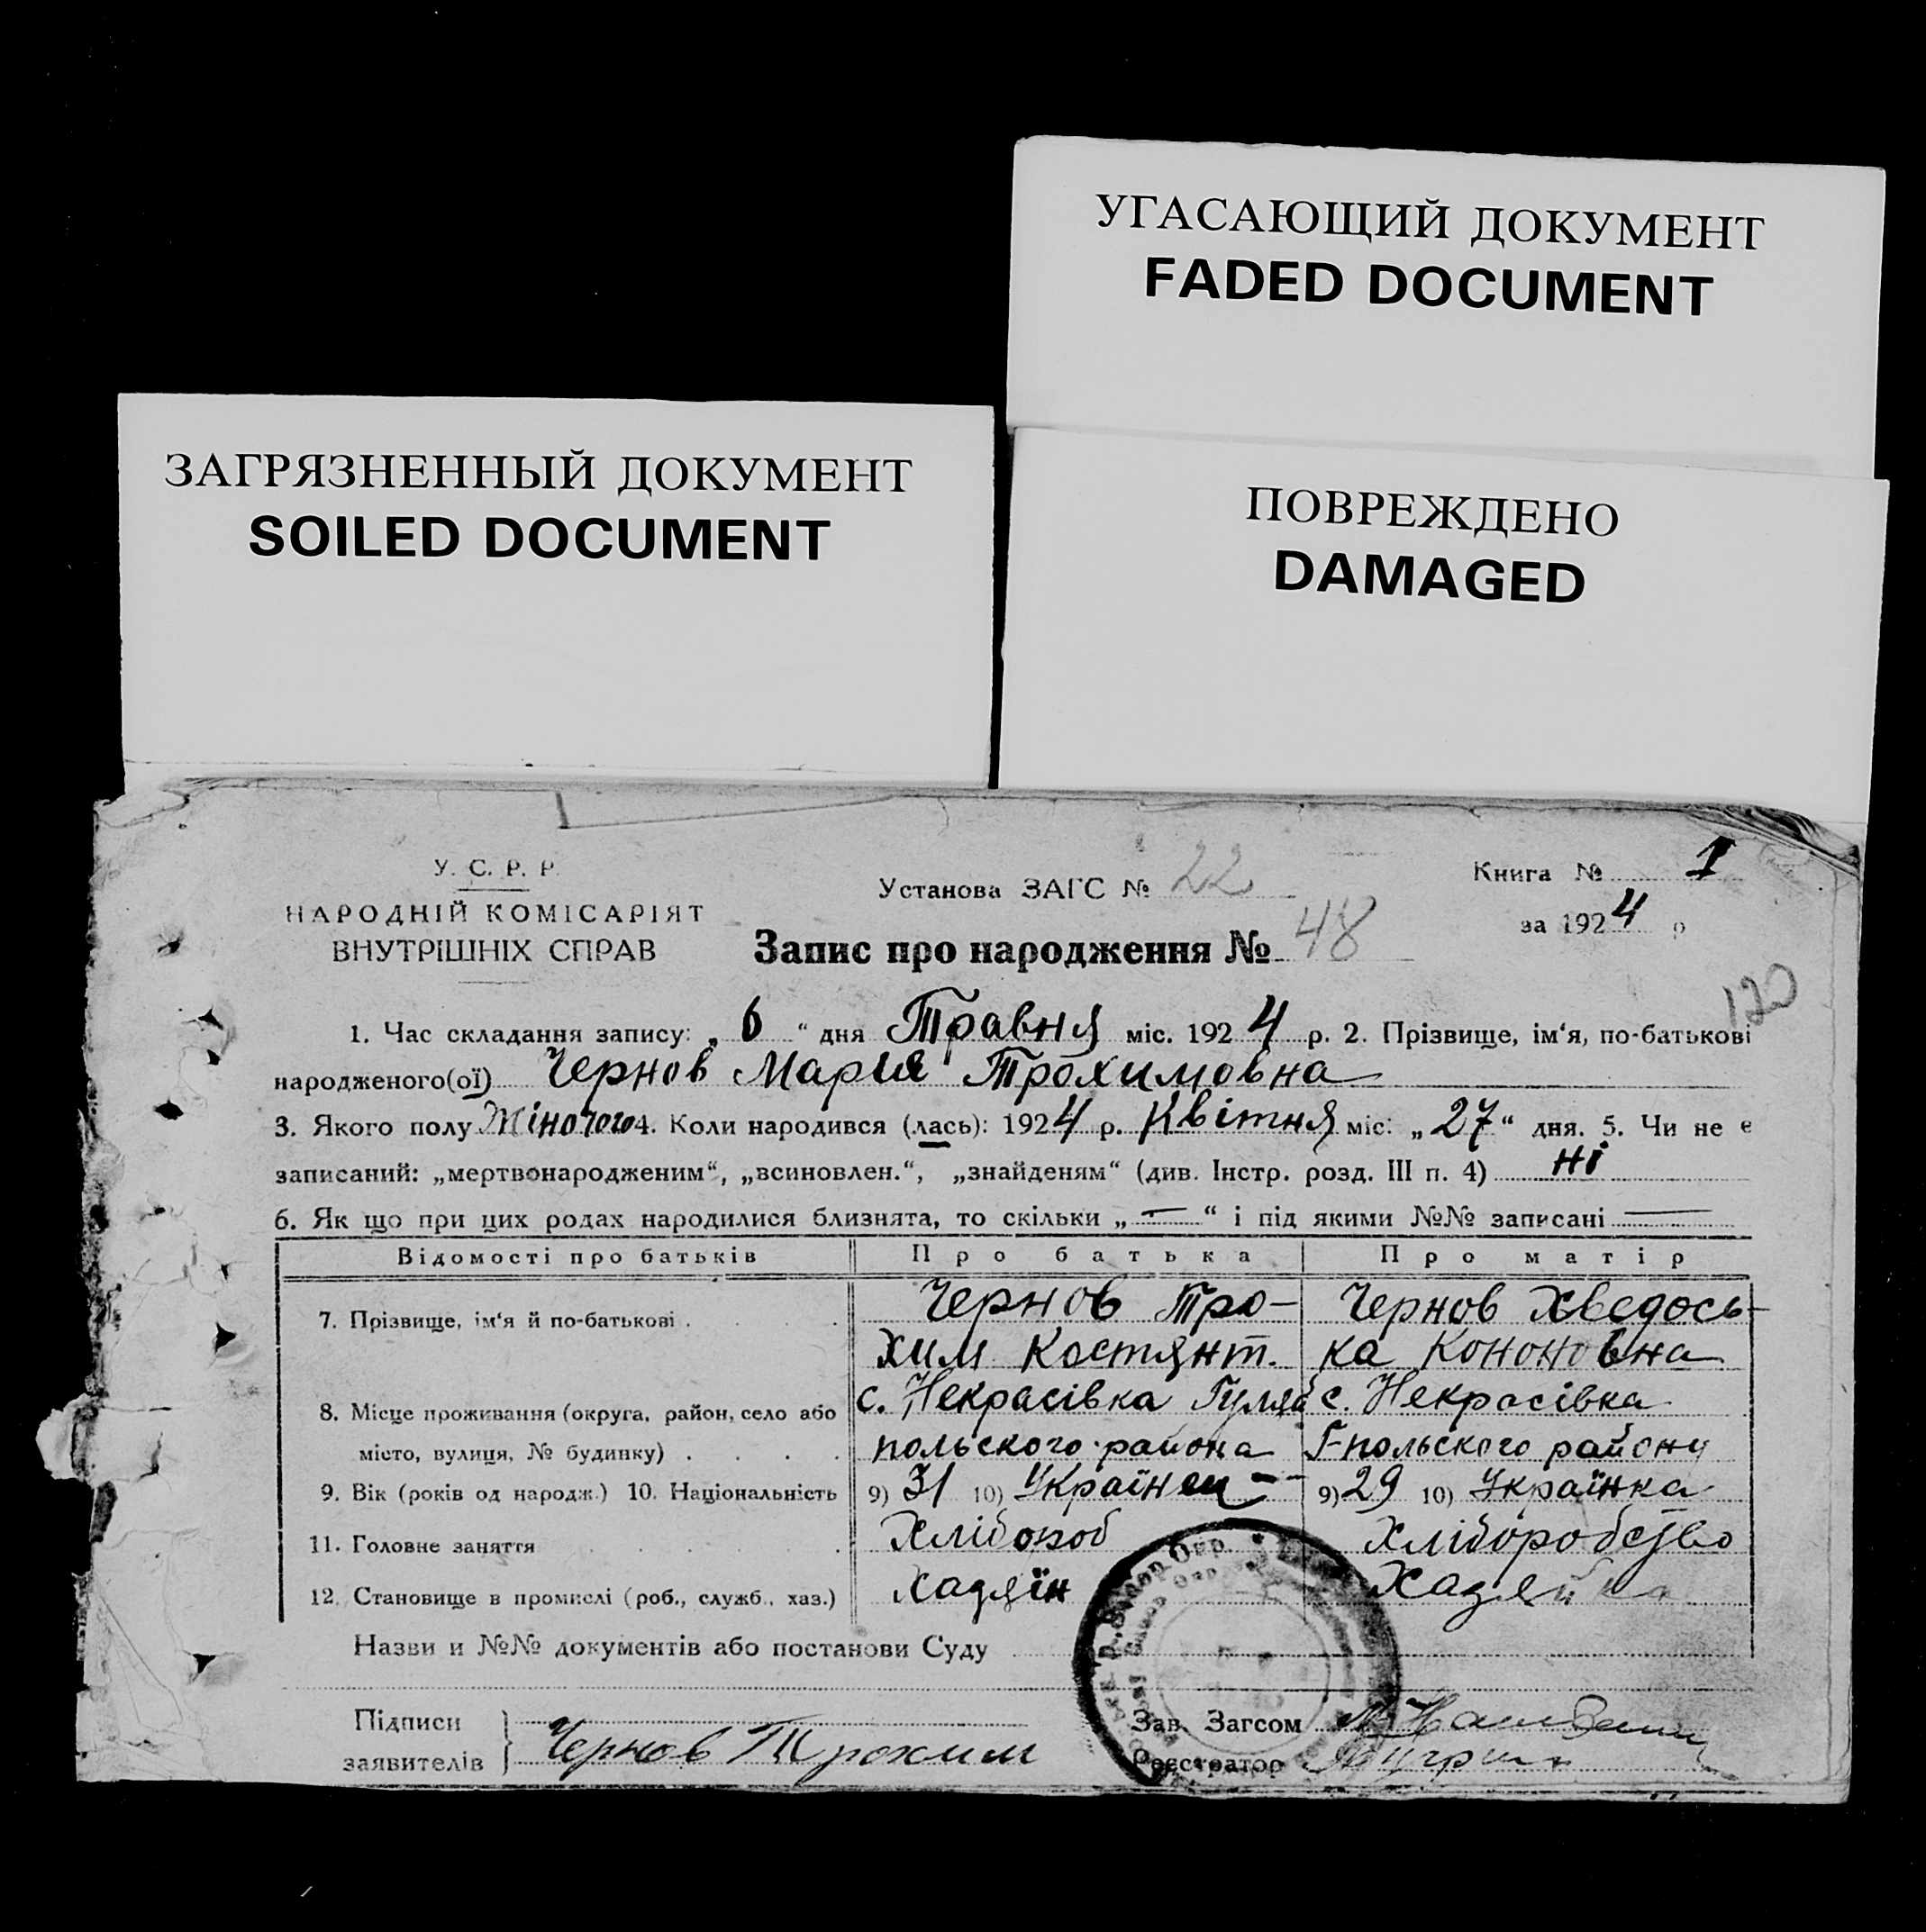 УГАСАЮЩИЙ ДОКУМЕНТ
FADED DOCUMENT
ЗАГРЯЗНЕННЫЙ ДОКУМЕНТ
SOILED DOCUMENT
ПОВРЕЖДЕНО
DAMAGED
У. С. Р. Р.
НАРОДНІЙ КОМІСАРІЯТ
ВНУТРІШНІХ СПРАВ
Установа ЗАГС № 22
Книга № 1
за 1924 р
Запис про народження № 48
120
1. Час складання запису: „ 6 “ дня Травня міс. 1924 р. 2. Прізвище, ім‘я, по-батькові
народженого(ої) Чернов Мария Трохимовна
3. Якого полу Жіночого 4. Коли народився (лась): 1924 р. Квітня міс: „ 27 “ дня. 5. Чи не є
записаний: „мертвонародженим“, „всиновлен.“, „знайденям“ (див. Інстр. розд. III п. 4) ні
6. Як що при цих родах народилися близнята, то скільки „ — “ і під якими №№ записані —
Відомості про батьків Про батька Про матір
7. Прізвище, ім‘я й по-батькові . . . . Чернов Тро- Чернов Хведось-
хим Костянт. ка Кононовна
8. Місце проживання (округа, район, село або с. Некрасівка Гуляй с. Некрасівка
місто, вулиця, № будинку) . . . . польского района Г-польского району
9. Вік (років од народж.) 10. Національність 9) 31 10) Українец 9) 29 10) Українка
11. Головне заняття Хлібороб Хліборобство
12. Становище в промислі (роб., служб., хаз.) Хадяїн Хазяйка
Назви и №№ документів або постанови Суду
Підписи
заявителів } Чернов Трохим
Зав. Загсом
Реєстратор